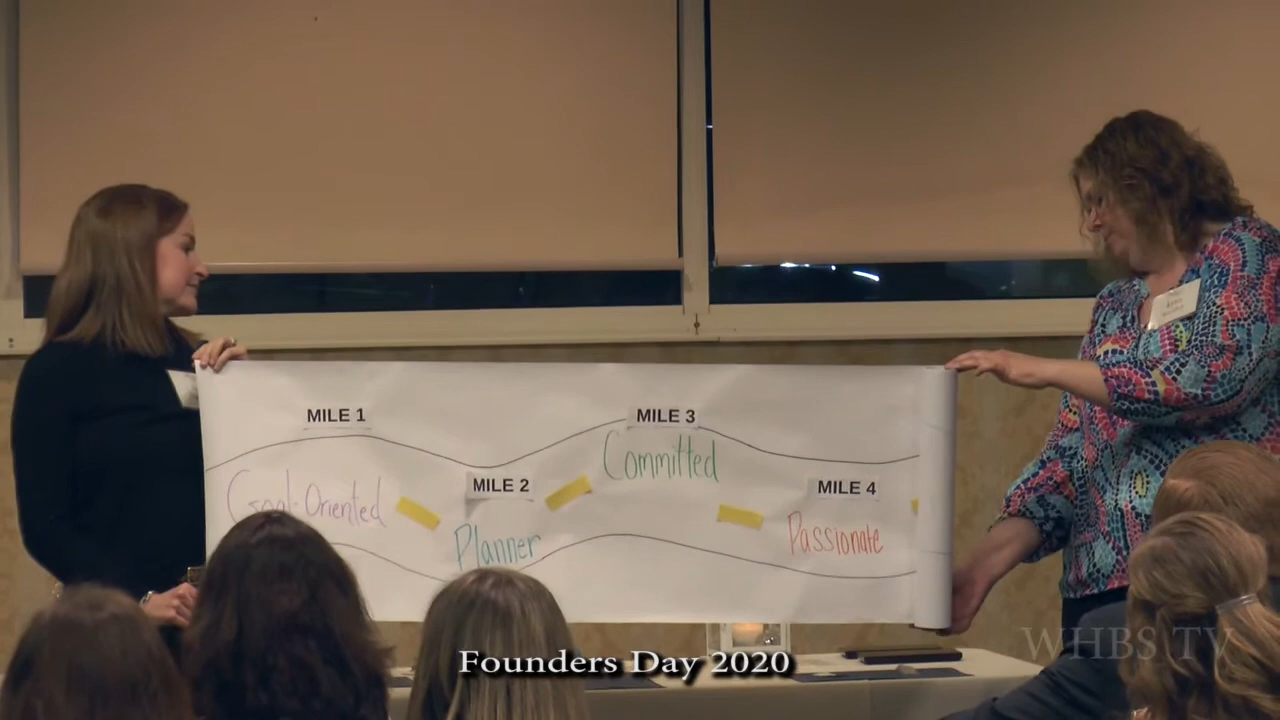 MILE 1
Goal-Oriented
MILE 2
Planner
MILE 3
Committed
MILE 4
Passionate
Founders Day 2020
WHBS TV